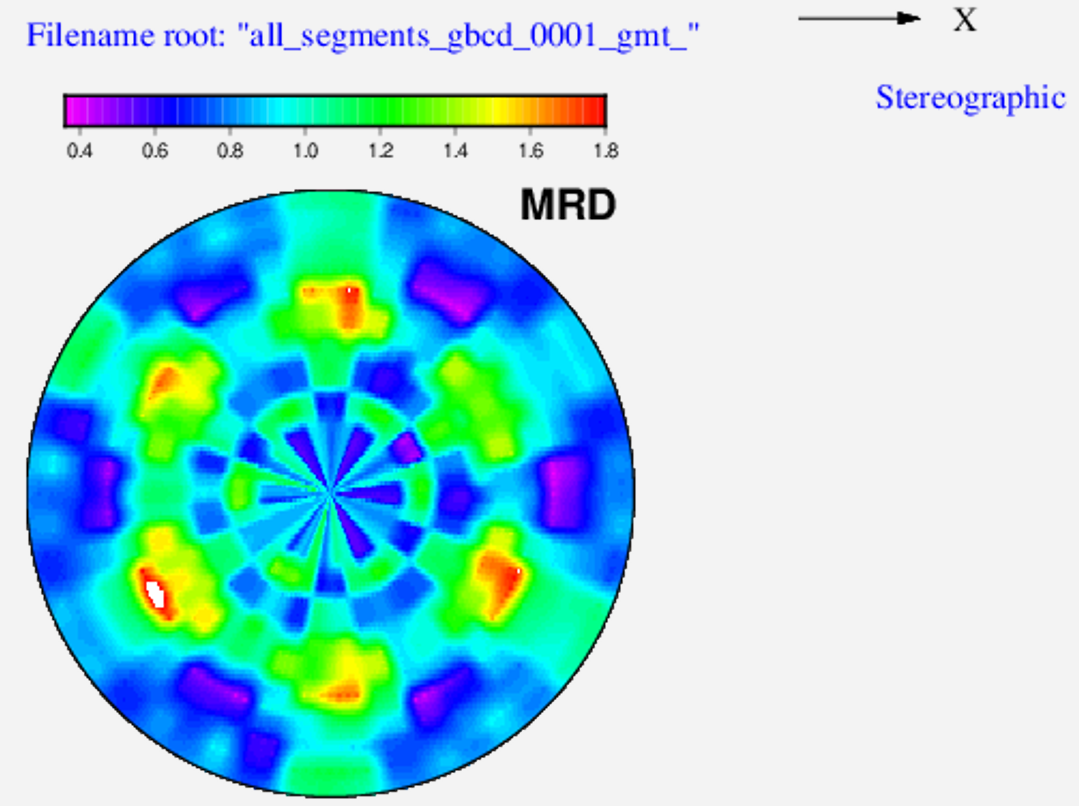 Filename root: "all_segments_gbcd_0001_gmt_"
X
Stereographic
0.4 0.6 0.8 1.0 1.2 1.4 1.6 1.8
MRD